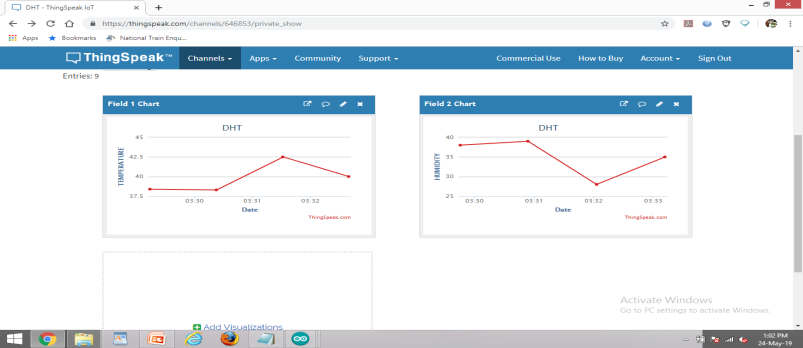 DHT - ThingSpeak IoT
https://thingspeak.com/channels/646853/private_show
Apps Bookmarks National Train Enqu...
ThingSpeak™ Channels Apps Community Support Commercial Use How to Buy Account Sign Out
Entries: 9
Field 1 Chart
DHT
TEMPERATURE
45
42.5
40
37.5
03:30 03:31 03:32
Date
ThingSpeak.com
Field 2 Chart
DHT
HUMIDITY
40
35
30
25
03:30 03:31 03:32 03:33
Date
ThingSpeak.com
Add Visualizations
Activate Windows
Go to PC settings to activate Windows.
1:02 PM
24-May-19